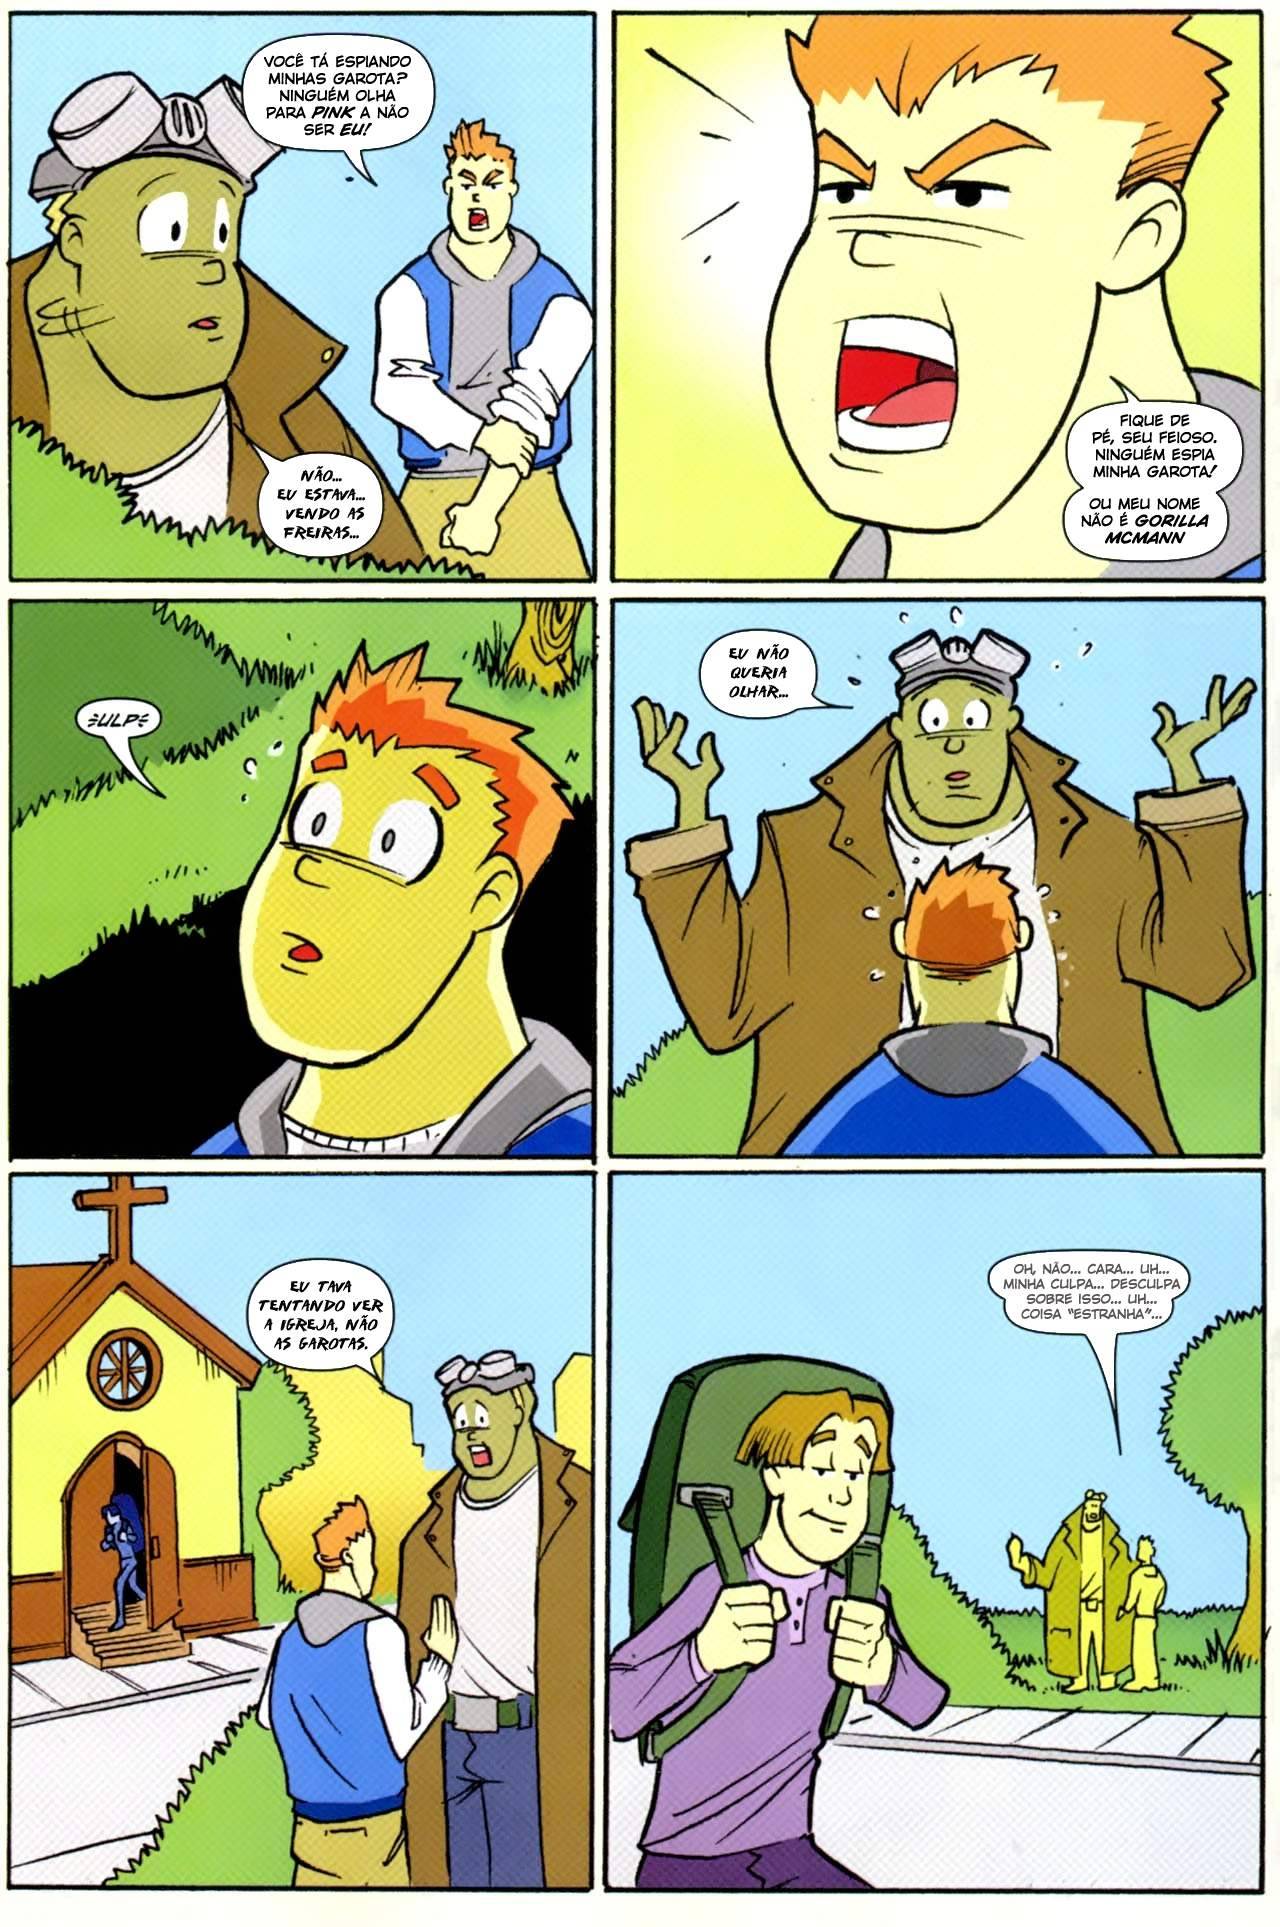 VOCÊ TÁ ESPIANDO
MINHAS GAROTA?
NINGUÉM OLHA
PARA PINK A NÃO
SER EU!
NÃO...
EU ESTAVA...
VENDO AS
FREIRAS...
FIQUE DE
PÉ, SEU FEIOSO.
NINGUÉM ESPIA
MINHA GAROTA!
OU MEU NOME
NÃO É GORILLA
MCMANN
ULP
EU NÃO
QUERIA
OLHAR...
EU TAVA
TENTANDO VER
A IGREJA, NÃO
AS GAROTAS.
OH, NÃO... CARA... UH...
MINHA CULPA... DESCULPA
SOBRE ISSO... UH...
COISA “ESTRANHA”...